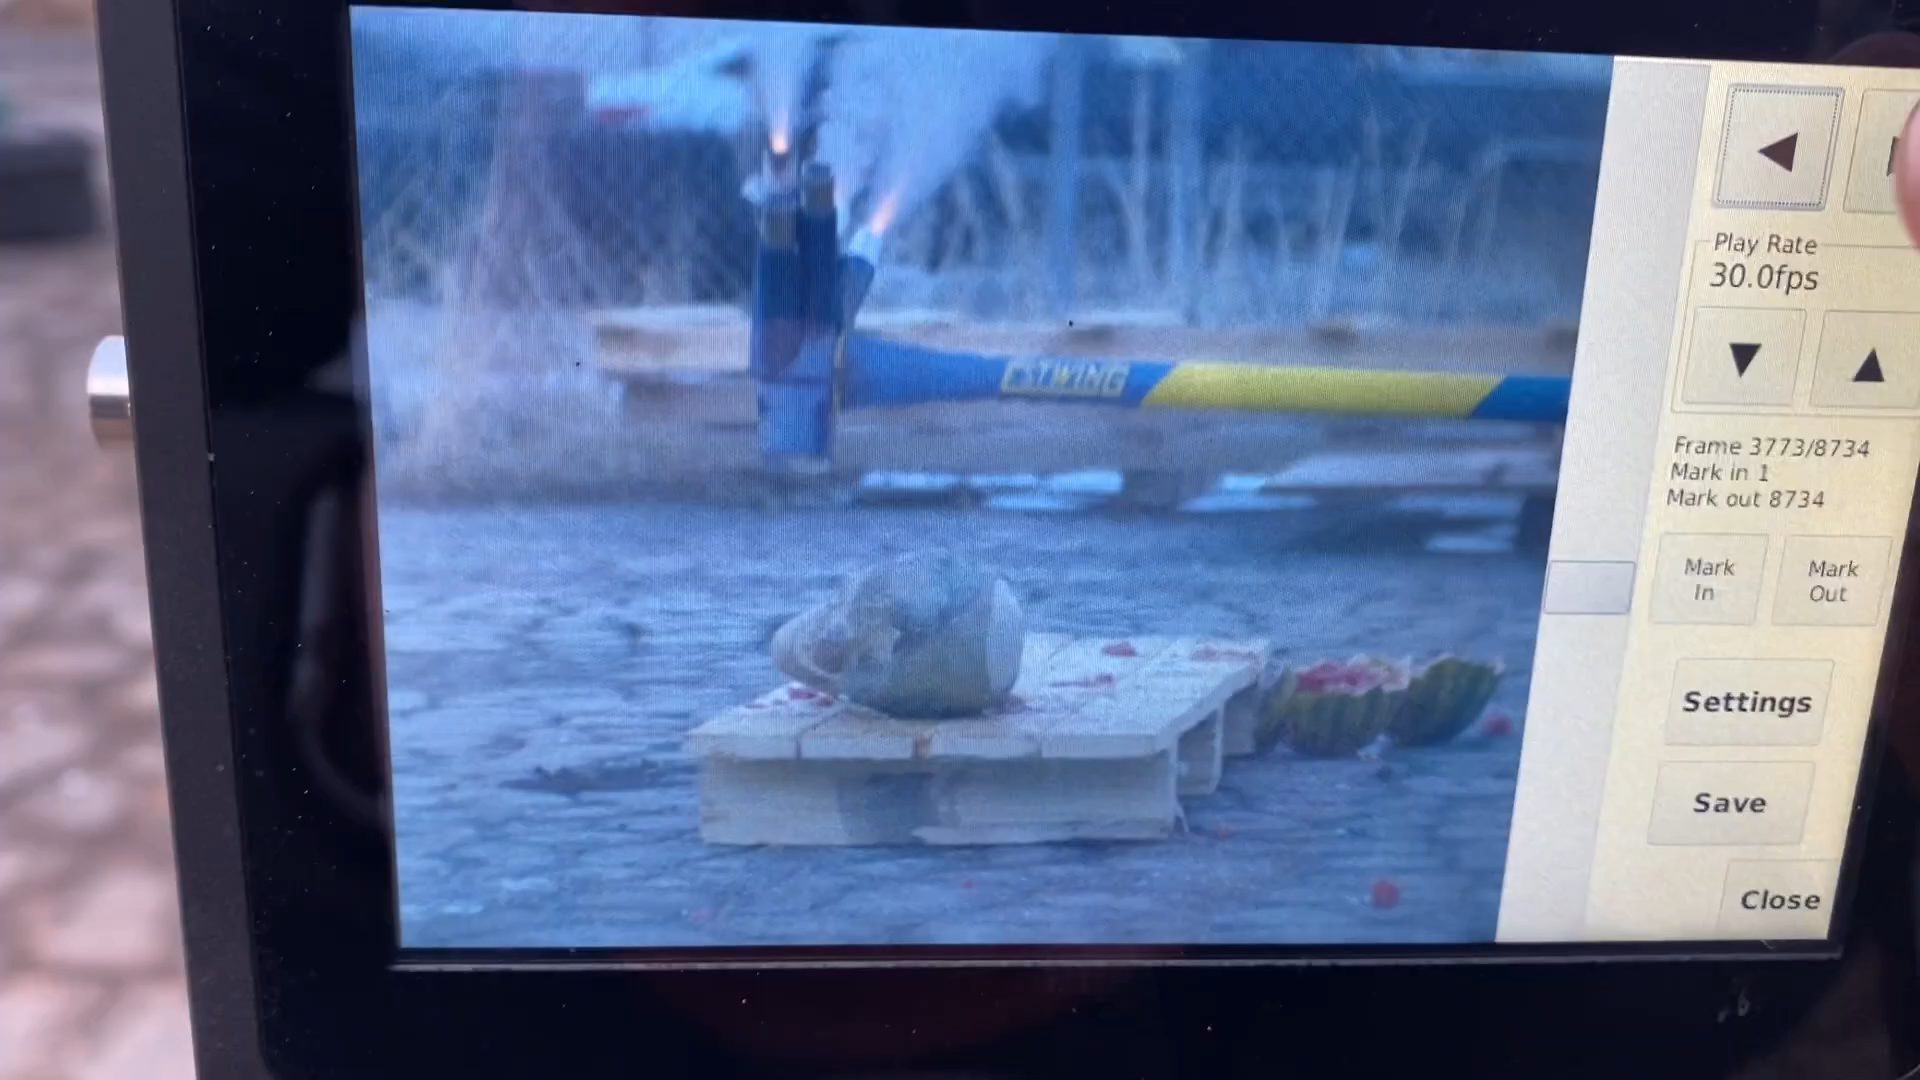 ESTWING
Play Rate
30.0fps
Frame 3773/8734
Mark in 1
Mark out 8734
Mark
In
Mark
Out
Settings
Save
Close